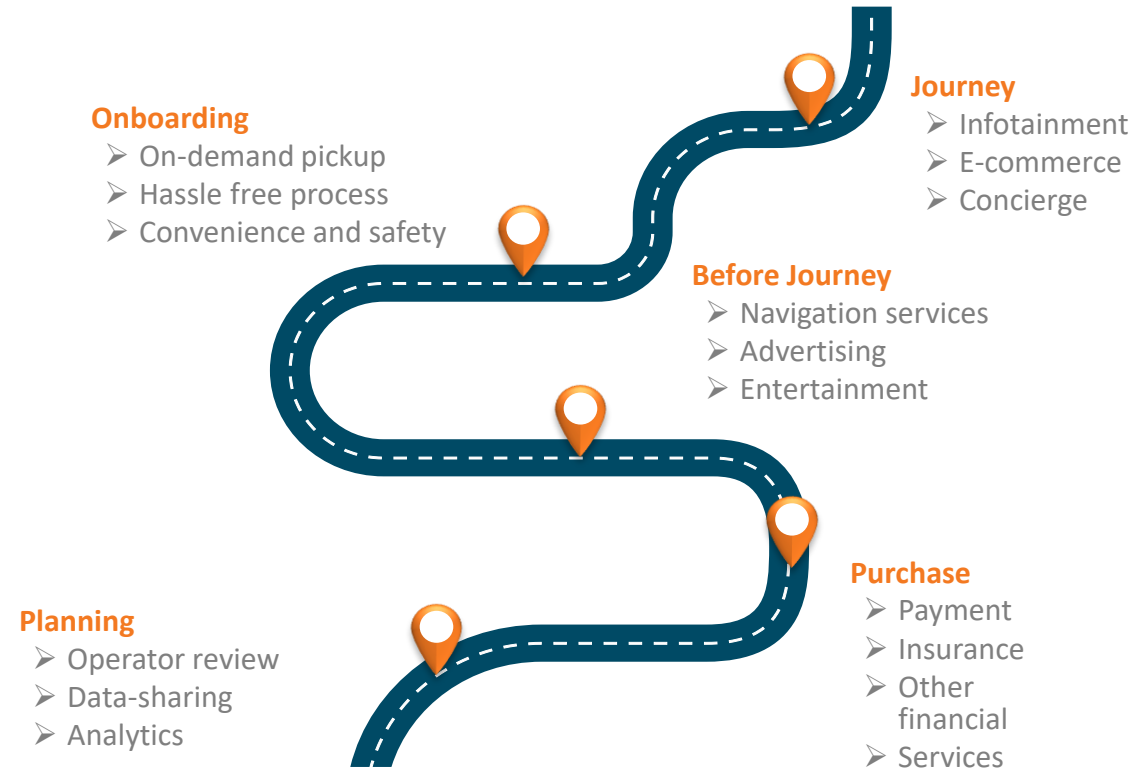 Onboarding
➢ On-demand pickup
➢ Hassle free process
➢ Convenience and safety
Journey
➢ Infotainment
➢ E-commerce
➢ Concierge
Before Journey
➢ Navigation services
➢ Advertising
➢ Entertainment
Planning
➢ Operator review
➢ Data-sharing
➢ Analytics
Purchase
➢ Payment
➢ Insurance
➢ Other
financial
➢ Services